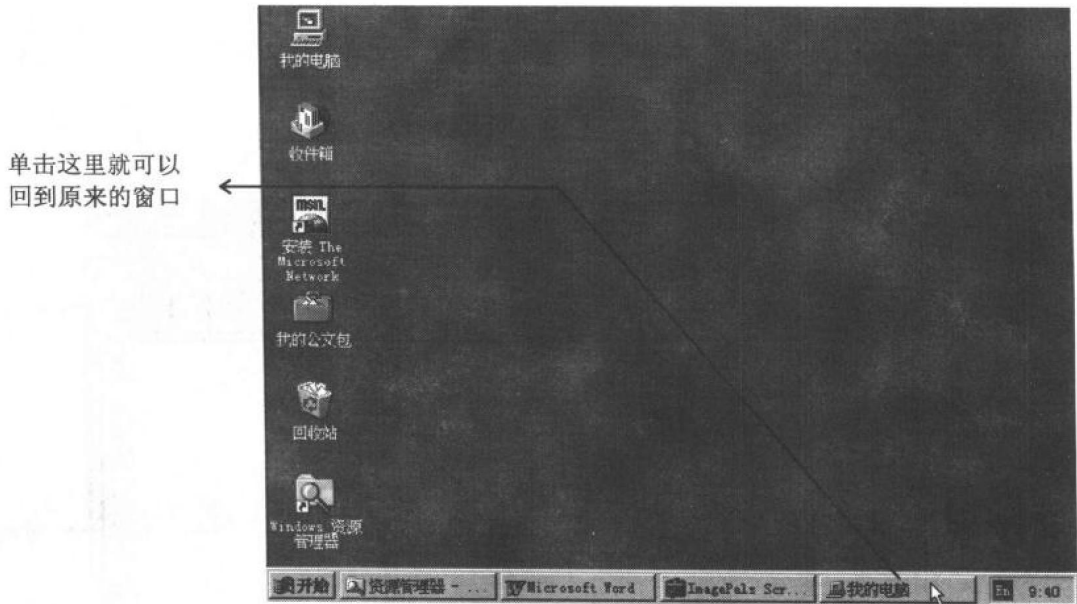 单击这里就可以
回到原来的窗口
我的电脑
收件箱
msn.
安装 The
Microsoft
Network
我的公文包
回收站
Windows 资源
管理器
开始
资源管理器 - ...
Microsoft Word
ImagePals Scr...
我的电脑
En
9:40